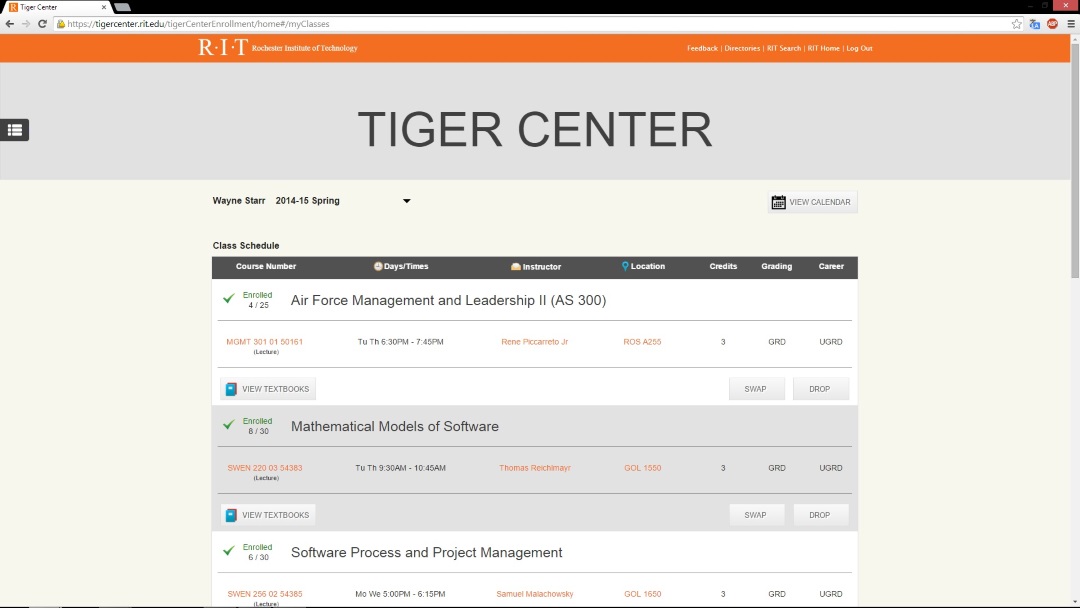 Tiger Center
https://tigercenter.rit.edu/tigerCenterEnrollment/home#/myClasses
R·I·T Rochester Institute of Technology
Feedback | Directories | RIT Search | RIT Home | Log Out
TIGER CENTER
Wayne Starr 2014-15 Spring
VIEW CALENDAR
Class Schedule
Course Number Days/Times Instructor Location Credits Grading Career
Enrolled
4 / 25
Air Force Management and Leadership II (AS 300)
MGMT 301 01 50161 Tu Th 6:30PM - 7:45PM Rene Piccarreto Jr ROS A255 3 GRD UGRD
(Lecture)
VIEW TEXTBOOKS SWAP DROP
Enrolled
8 / 30
Mathematical Models of Software
SWEN 220 03 54383 Tu Th 9:30AM - 10:45AM Thomas Reichlmayr GOL 1550 3 GRD UGRD
(Lecture)
VIEW TEXTBOOKS SWAP DROP
Enrolled
6 / 30
Software Process and Project Management
SWEN 256 02 54385 Mo We 5:00PM - 6:15PM Samuel Malachowsky GOL 1650 3 GRD UGRD
(Lecture)